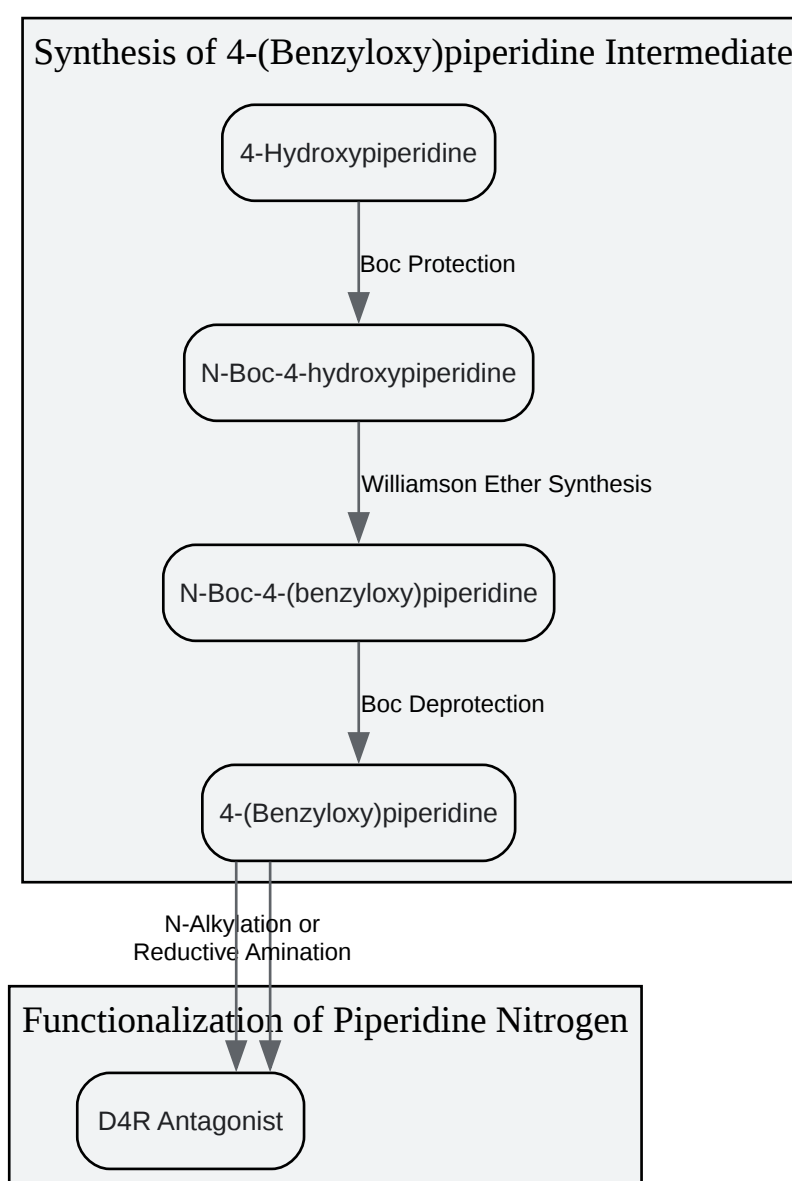 Synthesis of 4-(Benzyloxy)piperidine Intermediate
4-Hydroxypiperidine
Boc Protection
N-Boc-4-hydroxypiperidine
Williamson Ether Synthesis
N-Boc-4-(benzyloxy)piperidine
Boc Deprotection
4-(Benzyloxy)piperidine
N-Alkylation or
Reductive Amination
Functionalization of Piperidine Nitrogen
D4R Antagonist